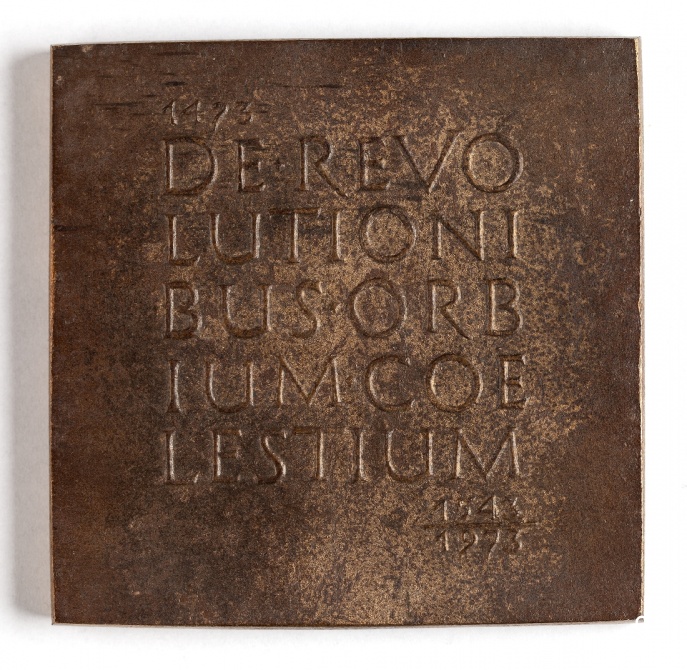 1473
DE·REVO
LUTIONI
BUS·ORB
IUM·COE
LESTIUM
1543
1973